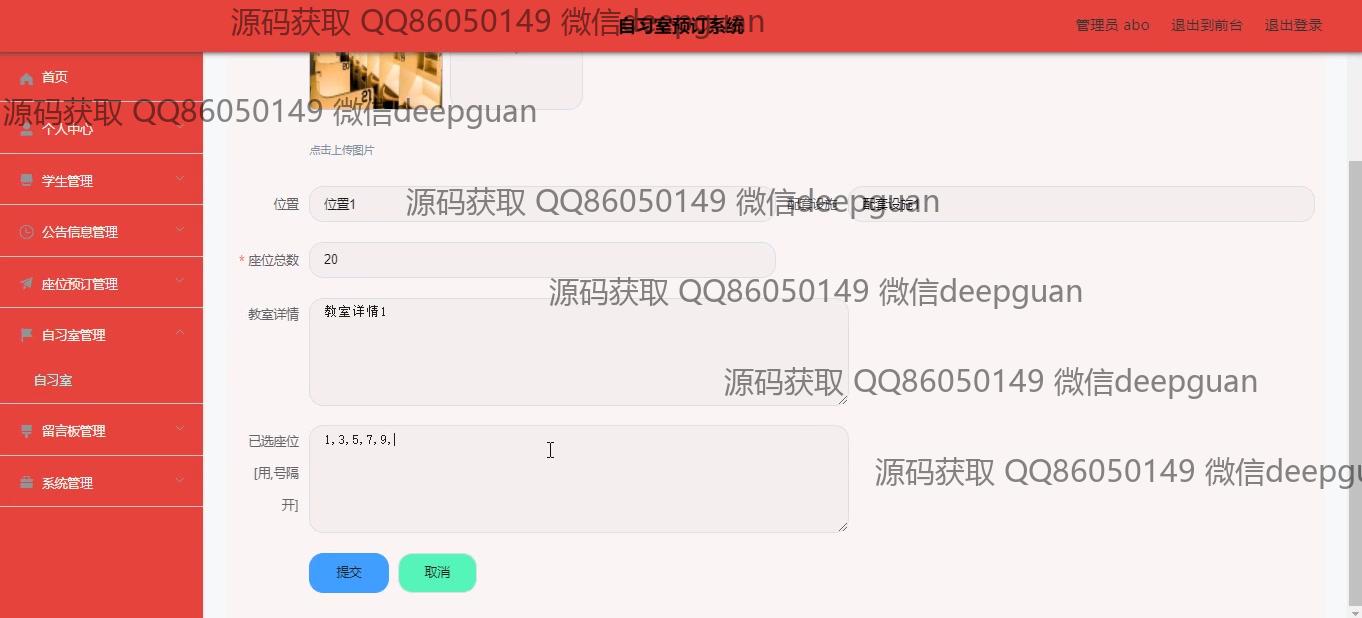 源码获取 QQ86050149 微信deepguan
自习室预订系统
管理员 abo 退出到前台 退出登录
首页
源码获取 QQ86050149 微信deepguan
个人中心
点击上传图片
学生管理
位置 位置1
源码获取 QQ86050149 微信deepguan
配套设施 配套设施1
公告信息管理
* 座位总数 20
座位预订管理
源码获取 QQ86050149 微信deepguan
教室详情 教室详情1
自习室管理
自习室
源码获取 QQ86050149 微信deepguan
留言板管理
已选座位
[用,号隔
开]
1,3,5,7,9,
源码获取 QQ86050149 微信deepgu
系统管理
提交 取消